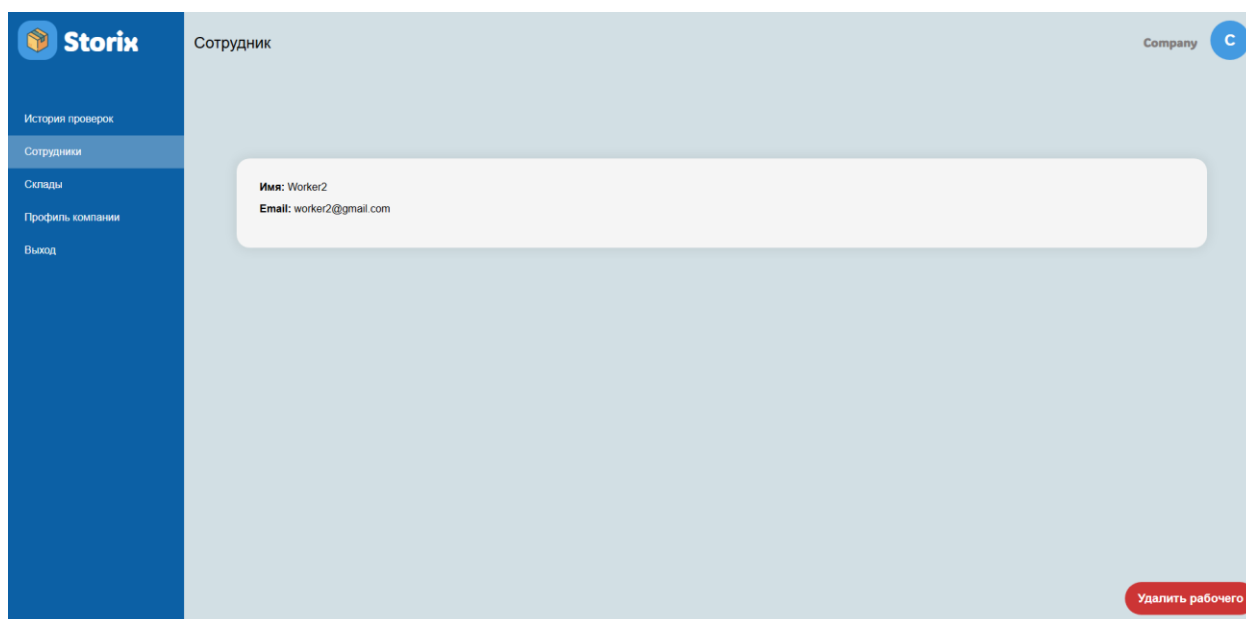 Storix
Сотрудник
Company
C
История проверок
Сотрудники
Склады
Профиль компании
Выход
Имя: Worker2
Email: worker2@gmail.com
Удалить рабочего